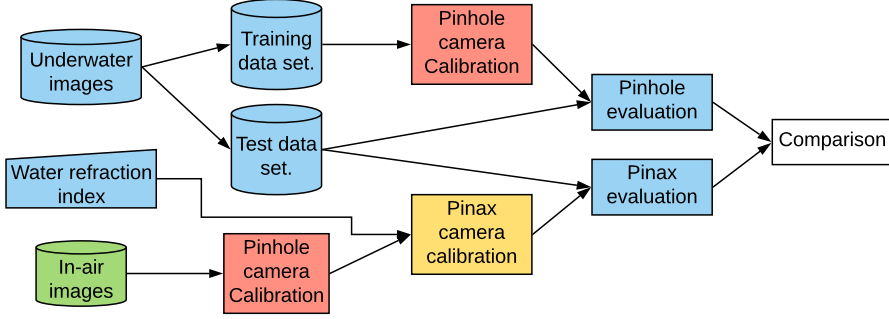 Underwater
images
Training
data set.
Pinhole
camera
Calibration
Test data
set.
Pinhole
evaluation
Comparison
Water refraction
index
Pinax
evaluation
Pinax
camera
calibration
In-air
images
Pinhole
camera
Calibration